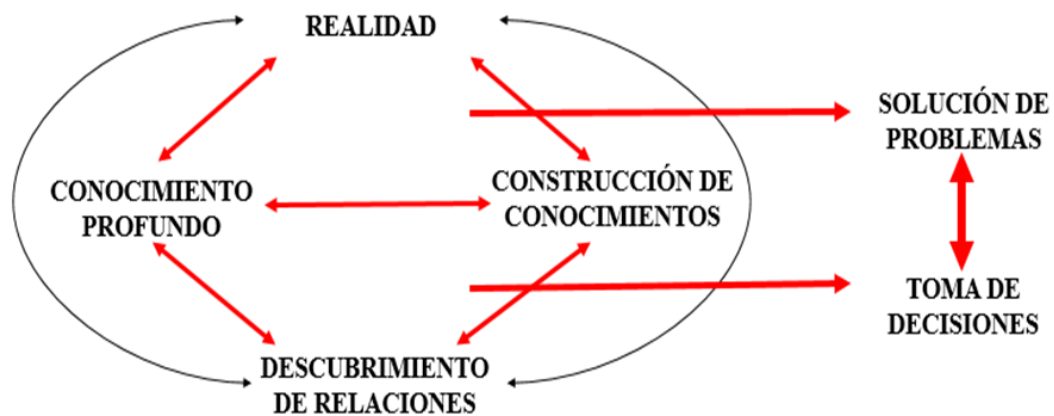 REALIDAD
SOLUCIÓN DE
PROBLEMAS
CONOCIMIENTO
PROFUNDO
CONSTRUCCIÓN DE
CONOCIMIENTOS
TOMA DE
DECISIONES
DESCUBRIMIENTO
DE RELACIONES